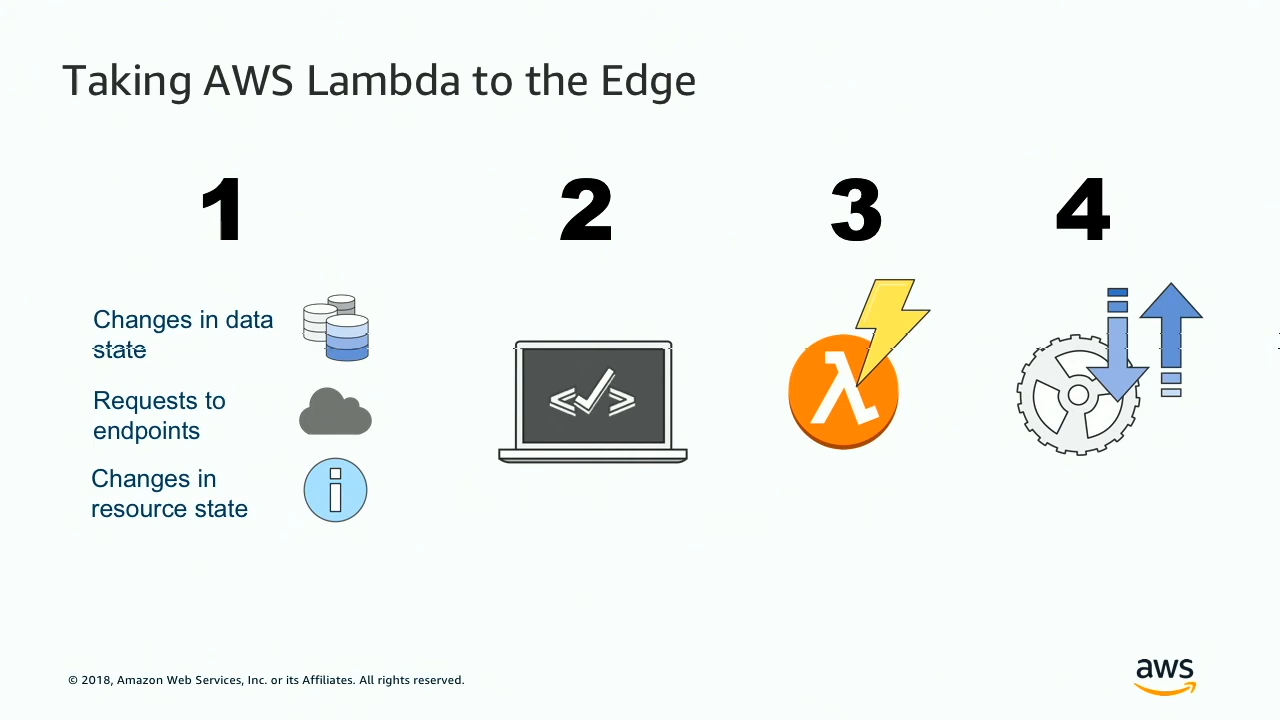 Taking AWS Lambda to the Edge
1
2
3
4
Changes in data
state
Requests to
endpoints
Changes in
resource state
</>
λ
i
© 2018, Amazon Web Services, Inc. or its Affiliates. All rights reserved.
aws